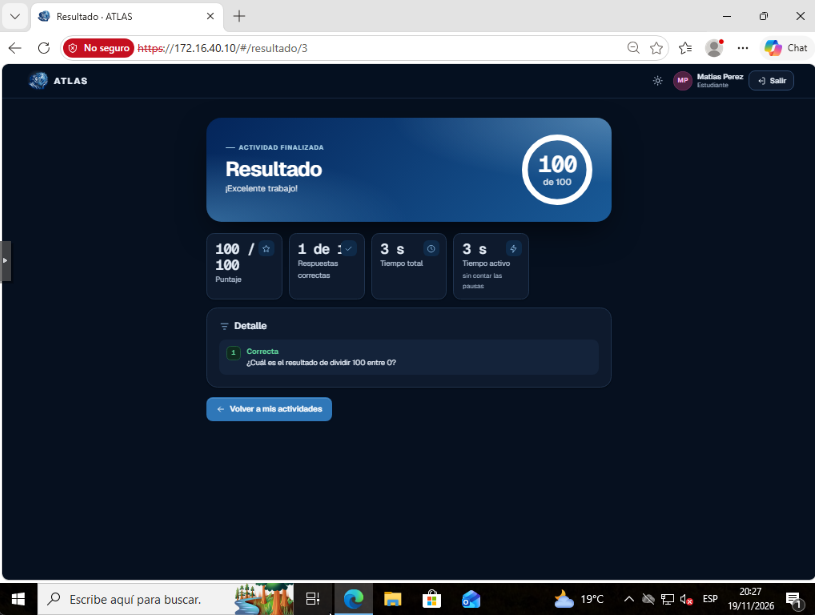 Resultado - ATLAS
No seguro
https://172.16.40.10/#/resultado/3
Chat
ATLAS
MP
Matías Perez
Estudiante
Salir
— ACTIVIDAD FINALIZADA
Resultado
¡Excelente trabajo!
100
de 100
100 /
100
Puntaje
1 de 1
Respuestas
correctas
3 s
Tiempo total
3 s
Tiempo activo
sin contar las
pausas
Detalle
1
Correcta
¿Cuál es el resultado de dividir 100 entre 0?
← Volver a mis actividades
Escribe aquí para buscar.
19°C
ESP
20:27
19/11/2026
1